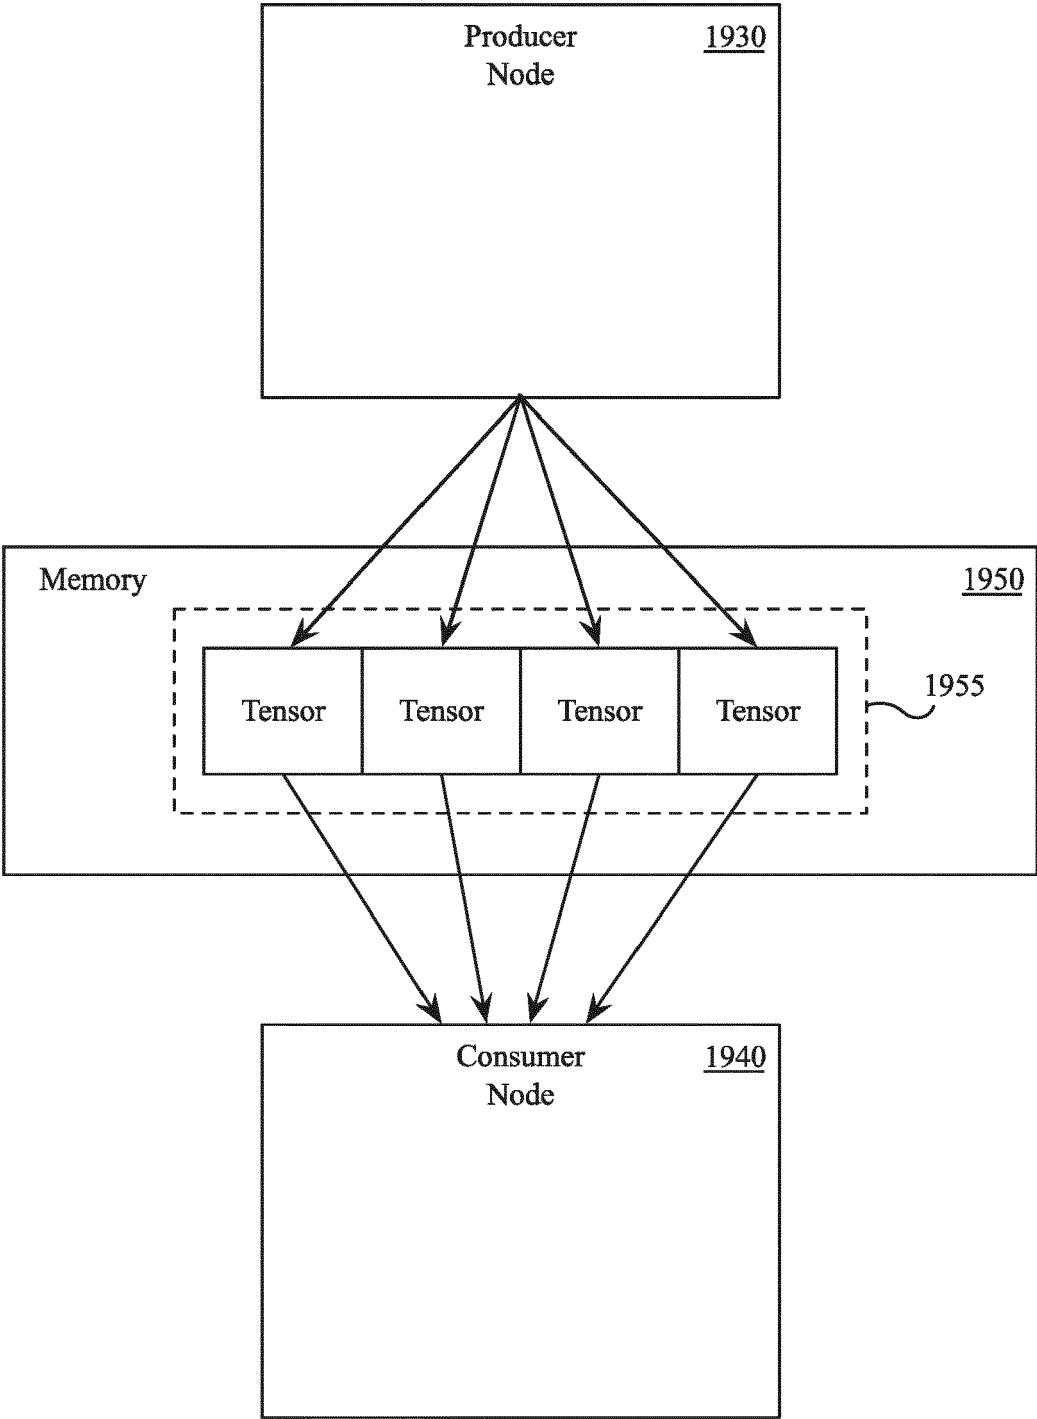 Producer 1930
Node
Memory 1950
1955
Tensor Tensor Tensor Tensor
Consumer 1940
Node